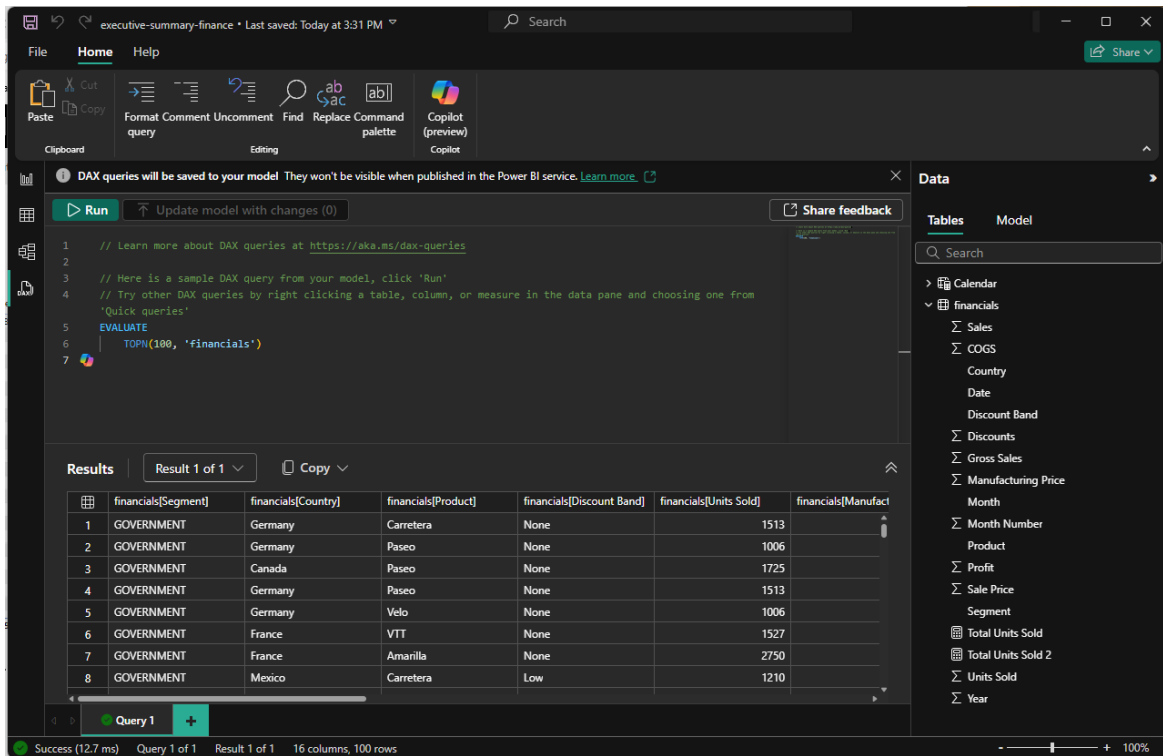 executive-summary-finance • Last saved: Today at 3:31 PM
Search
File Home Help
Share
Paste
Cut
Copy
Clipboard
Format query
Comment
Uncomment
Find
Replace
Command palette
Editing
Copilot (preview)
Copilot
DAX queries will be saved to your model They won't be visible when published in the Power BI service. Learn more
Run
Update model with changes (0)
Share feedback
1 // Learn more about DAX queries at https://aka.ms/dax-queries
2
3 // Here is a sample DAX query from your model, click 'Run'
4 // Try other DAX queries by right clicking a table, column, or measure in the data pane and choosing one from
'Quick queries'
5 EVALUATE
6 TOPN(100, 'financials')
7
Results
Result 1 of 1
Copy
financials[Segment] financials[Country] financials[Product] financials[Discount Band] financials[Units Sold] financials[Manufact
1 GOVERNMENT Germany Carretera None 1513
2 GOVERNMENT Germany Paseo None 1006
3 GOVERNMENT Canada Paseo None 1725
4 GOVERNMENT Germany Paseo None 1513
5 GOVERNMENT Germany Velo None 1006
6 GOVERNMENT France VTT None 1527
7 GOVERNMENT France Amarilla None 2750
8 GOVERNMENT Mexico Carretera Low 1210
Query 1
+
Data
Tables Model
Search
Calendar
financials
Sales
COGS
Country
Date
Discount Band
Discounts
Gross Sales
Manufacturing Price
Month
Month Number
Product
Profit
Sale Price
Segment
Total Units Sold
Total Units Sold 2
Units Sold
Year
Success (12.7 ms) Query 1 of 1 Result 1 of 1 16 columns, 100 rows
- + 100%